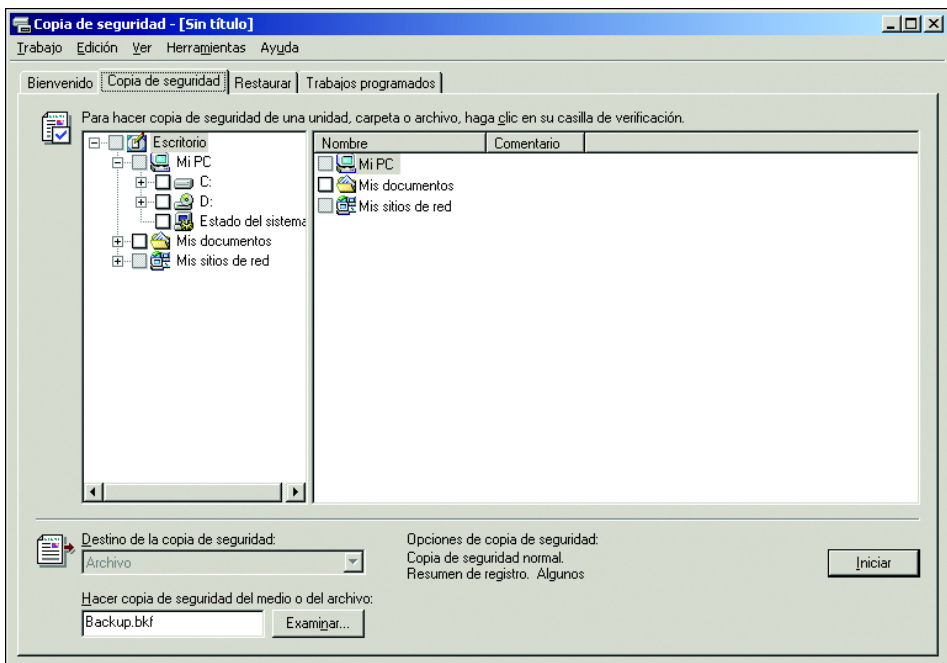 Copia de seguridad - [Sin título]
Trabajo Edición Ver Herramientas Ayuda
Bienvenido Copia de seguridad Restaurar Trabajos programados
Para hacer copia de seguridad de una unidad, carpeta o archivo, haga clic en su casilla de verificación.
Escritorio
Mi PC
C:
D:
Estado del sistema
Mis documentos
Mis sitios de red
Nombre Comentario
Mi PC
Mis documentos
Mis sitios de red
Destino de la copia de seguridad:
Archivo
Hacer copia de seguridad del medio o del archivo:
Backup.bkf Examinar...
Opciones de copia de seguridad:
Copia de seguridad normal.
Resumen de registro. Algunos
Iniciar